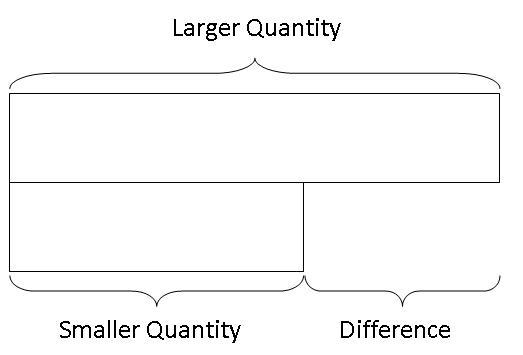 Larger Quantity
Smaller Quantity
Difference